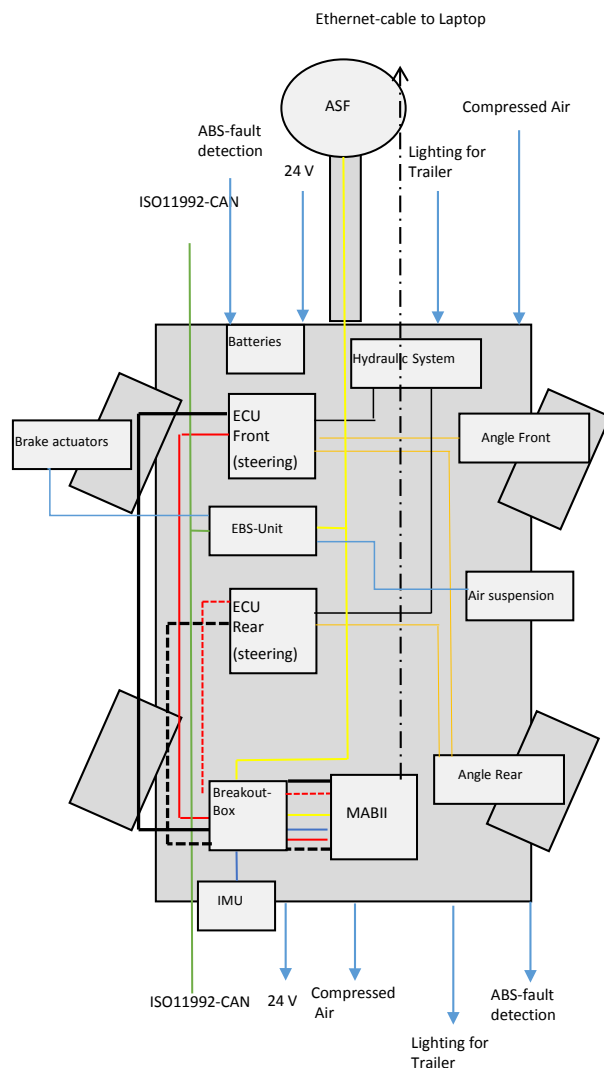 Ethernet-cable to Laptop
ASF
Compressed Air
ABS-fault
detection
24 V
Lighting for
Trailer
ISO11992-CAN
Batteries
Hydraulic System
ECU
Front
(steering)
Brake actuators
Angle Front
EBS-Unit
ECU
Rear
(steering)
Air suspension
Breakout-
Box
MABII
Angle Rear
IMU
ISO11992-CAN
24 V
Compressed
Air
ABS-fault
detection
Lighting for
Trailer